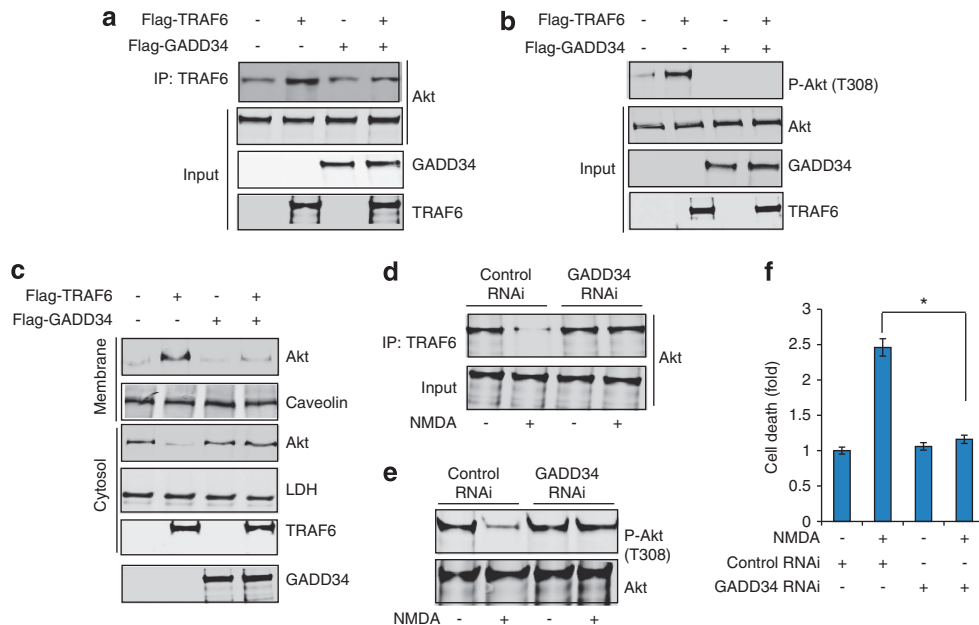 a
Flag-TRAF6 - + - +
Flag-GADD34 - - + +
IP: TRAF6
Akt
Input
GADD34
TRAF6
b
Flag-TRAF6 - + - +
Flag-GADD34 - - + +
P-Akt (T308)
Akt
Input
GADD34
TRAF6
c
Flag-TRAF6 - + - +
Flag-GADD34 - - + +
Membrane
Akt
Caveolin
Cytosol
Akt
LDH
TRAF6
GADD34
d
Control RNAi
GADD34 RNAi
IP: TRAF6
Akt
Input
NMDA - + - +
e
Control RNAi
GADD34 RNAi
P-Akt
(T308)
Akt
NMDA - + - +
f
*
3
2.5
2
1.5
1
0.5
0
Cell death (fold)
NMDA - + - +
Control RNAi + + - -
GADD34 RNAi - - + +